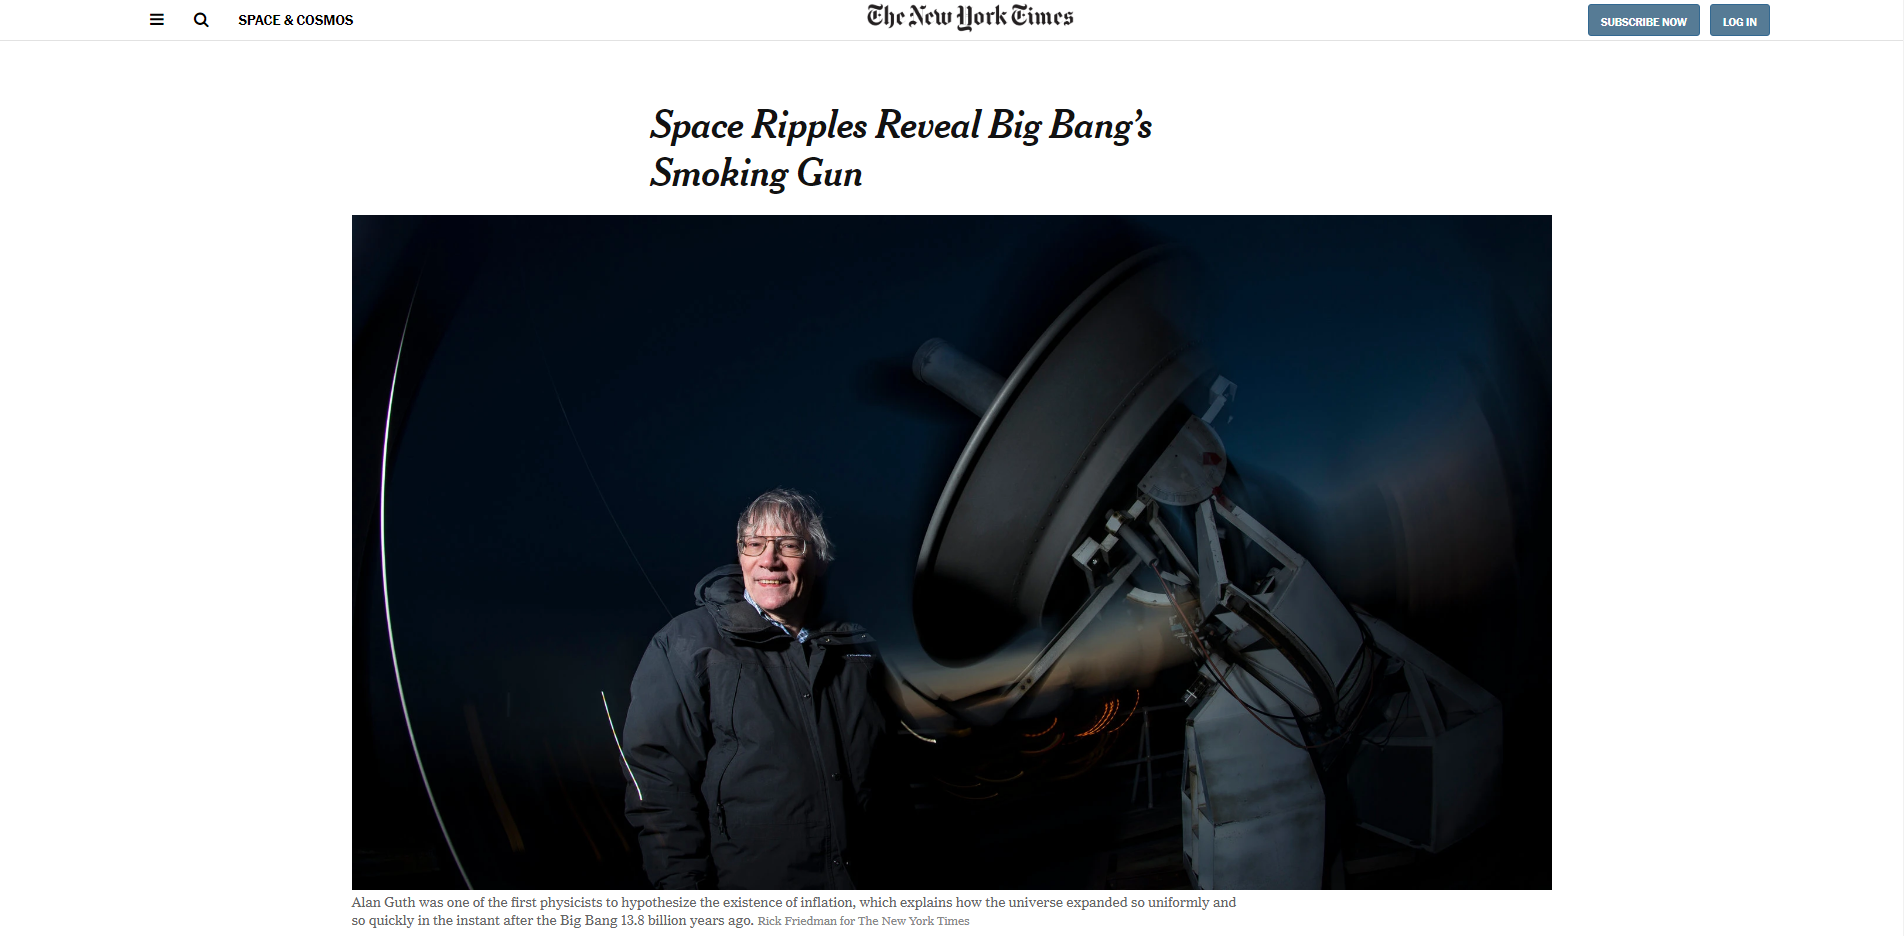 SPACE & COSMOS
The New York Times
SUBSCRIBE NOW
LOG IN
Space Ripples Reveal Big Bang’s
Smoking Gun
Alan Guth was one of the first physicists to hypothesize the existence of inflation, which explains how the universe expanded so uniformly and
so quickly in the instant after the Big Bang 13.8 billion years ago. Rick Friedman for The New York Times